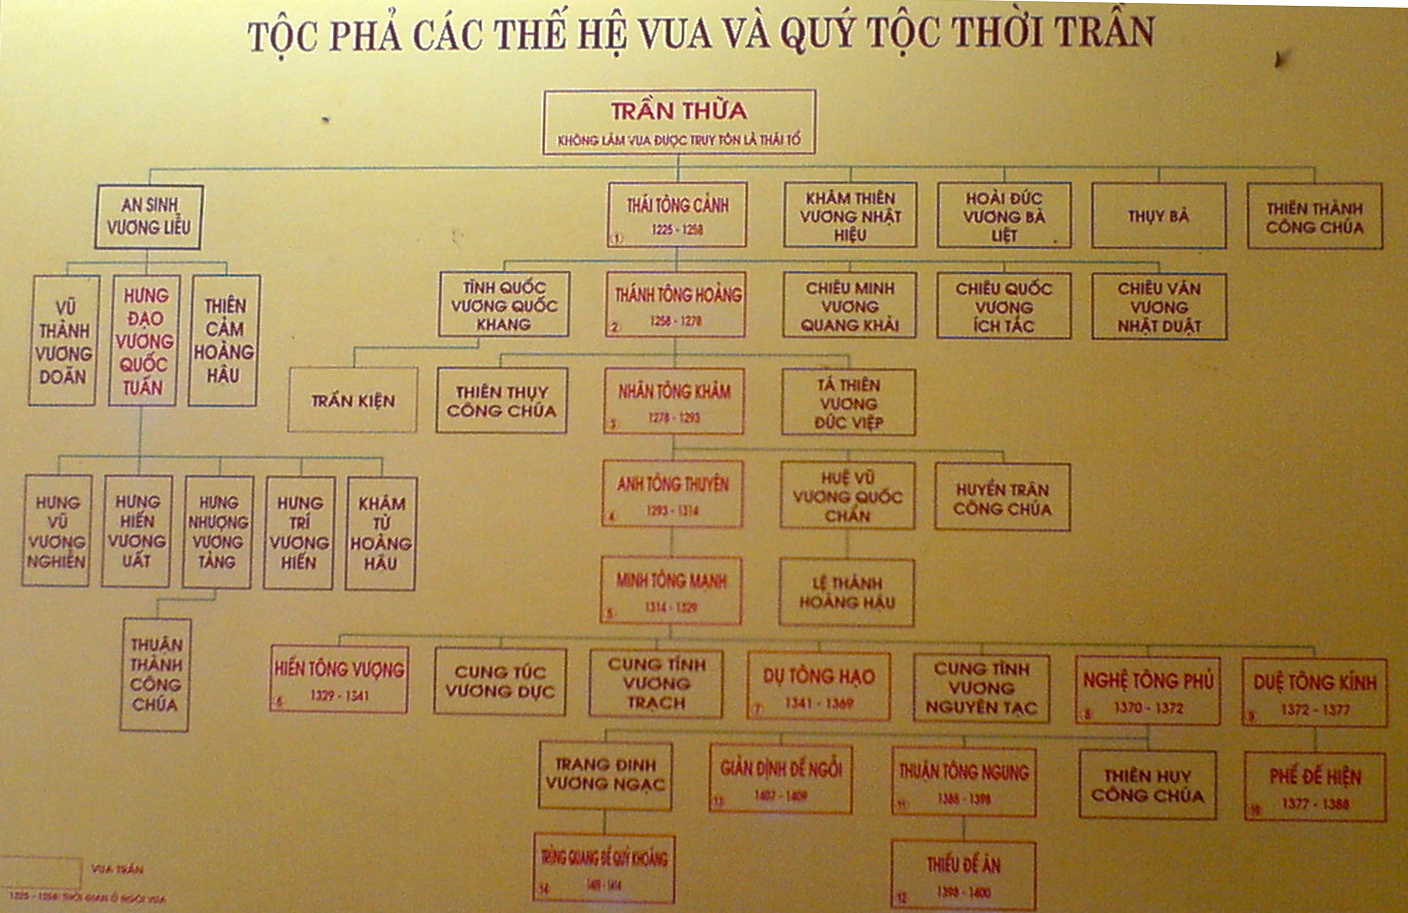 TỘC PHẢ CÁC THẾ HỆ VUA VÀ QUÝ TỘC THỜI TRẦN
TRẦN THỪA
KHÔNG LÀM VUA ĐƯỢC TRUY TÔN LÀ THÁI TỔ
AN SINH
VƯƠNG LIỄU
THÁI TÔNG CẢNH
1225 - 1258
1
KHÂM THIÊN
VƯƠNG NHẬT
HIỆU
HOÀI ĐỨC
VƯƠNG BÀ
LIỆT
THỤY BÀ
THIÊN THÀNH
CÔNG CHÚA
VŨ
THÀNH
VƯƠNG
DOÃN
HƯNG
ĐẠO
VƯƠNG
QUỐC
TUẤN
THIÊN
CẢM
HOÀNG
HẬU
TĨNH QUỐC
VƯƠNG QUỐC
KHANG
THÁNH TÔNG HOẢNG
1258 - 1278
2
CHIÊU MINH
VƯƠNG
QUANG KHẢI
CHIÊU QUỐC
VƯƠNG
ÍCH TẮC
CHIÊU VĂN
VƯƠNG
NHẬT DUẬT
TRẦN KIỆN
THIÊN THỤY
CÔNG CHÚA
NHÂN TÔNG KHÂM
1278 - 1293
3
TÁ THIÊN
VƯƠNG
ĐỨC VIỆP
HƯNG
VŨ
VƯƠNG
NGHIỄN
HƯNG
HIẾN
VƯƠNG
UẤT
HƯNG
NHƯỢNG
VƯƠNG
TẢNG
HƯNG
TRÍ
VƯƠNG
HIẾN
KHÂM
TỪ
HOÀNG
HẬU
ANH TÔNG THUYÊN
1293 - 1314
4
HUỆ VŨ
VƯƠNG QUỐC
CHẨN
HUYỀN TRÂN
CÔNG CHÚA
MINH TÔNG MẠNH
1314 - 1329
5
LỆ THÁNH
HOÀNG HẬU
THUẬN
THÁNH
CÔNG
CHÚA
HIẾN TÔNG VƯỢNG
1329 - 1341
6
CUNG TÚC
VƯƠNG DỤC
CUNG TĨNH
VƯƠNG
TRẠCH
DỤ TÔNG HẠO
1341 - 1369
7
CUNG TĨNH
VƯƠNG
NGUYÊN TẠC
NGHỆ TÔNG PHỦ
1370 - 1372
8
DUỆ TÔNG KÍNH
1372 - 1377
9
TRANG ĐINH
VƯƠNG NGẠC
GIẢN ĐỊNH ĐẾ NGỖI
1407 - 1409
13
THUẬN TÔNG NGUNG
1388 - 1398
11
THIÊN HUY
CÔNG CHÚA
PHẾ ĐẾ HIỆN
1377 - 1388
10
TRÙNG QUANG ĐẾ QUÝ KHOÁNG
1409 - 1414
14
THIẾU ĐẾ ÁN
1398 - 1400
12
VUA TRẦN
1225 - 1258: THỜI GIAN Ở NGÔI VUA